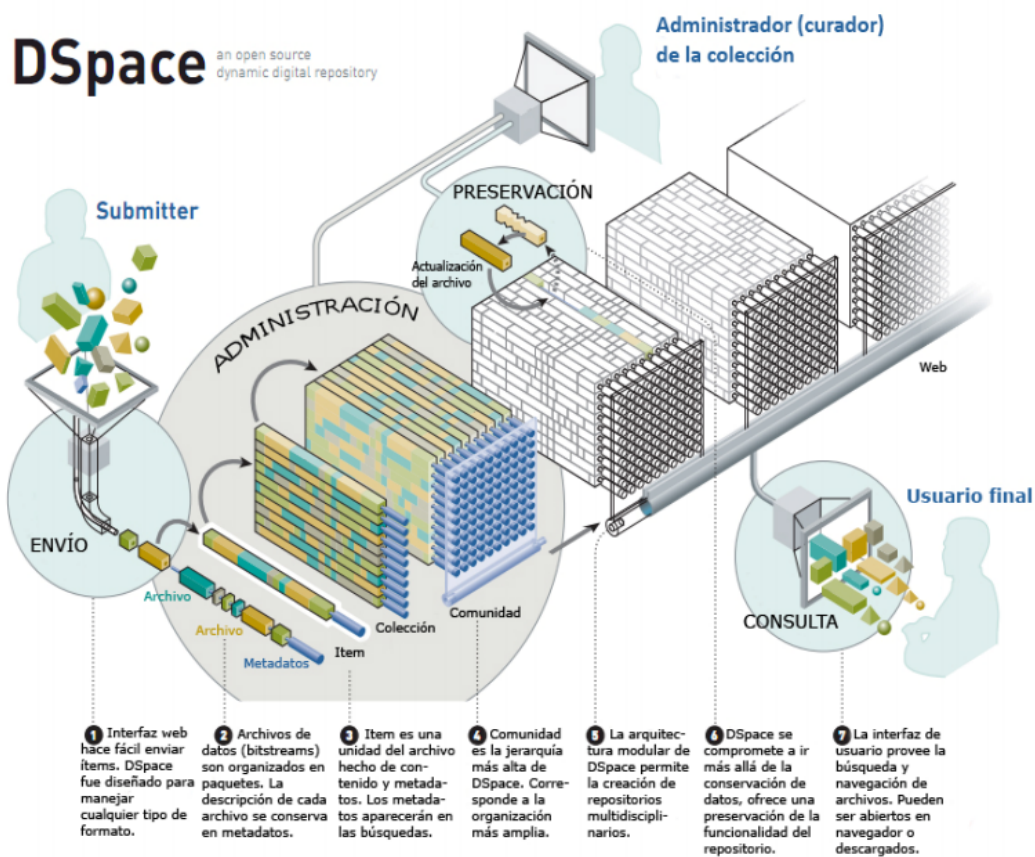 DSpace
an open source
dynamic digital repository
Administrador (curador)
de la colección
Submitter
PRESERVACIÓN
Actualización
del archivo
ADMINISTRACIÓN
Web
Usuario final
ENVÍO
CONSULTA
Archivo
Archivo
Metadatos
Item
Colección
Comunidad
1 Interfaz web
hace fácil enviar
ítems. DSpace
fue diseñado para
manejar
cualquier tipo de
formato.
2 Archivos de
datos (bitstreams)
son organizados en
paquetes. La
descripción de cada
archivo se conserva
en metadatos.
3 Item es una
unidad del archivo
hecho de con-
tenido y metada-
tos. Los metada-
tos aparecerán en
las búsquedas.
4 Comunidad
es la jerarquía
más alta de
DSpace. Corre-
sponde a la
organización
más amplia.
5 La arquitec-
tura modular de
DSpace permite
la creación de
repositorios
multidiscipli-
narios.
6 DSpace se
compromete a ir
más allá de la
conservación de
datos, ofrece una
preservación de la
funcionalidad del
repositorio.
7 La interfaz de
usuario provee la
búsqueda y
navegación de
archivos. Pueden
ser abiertos en
navegador o
descargados.